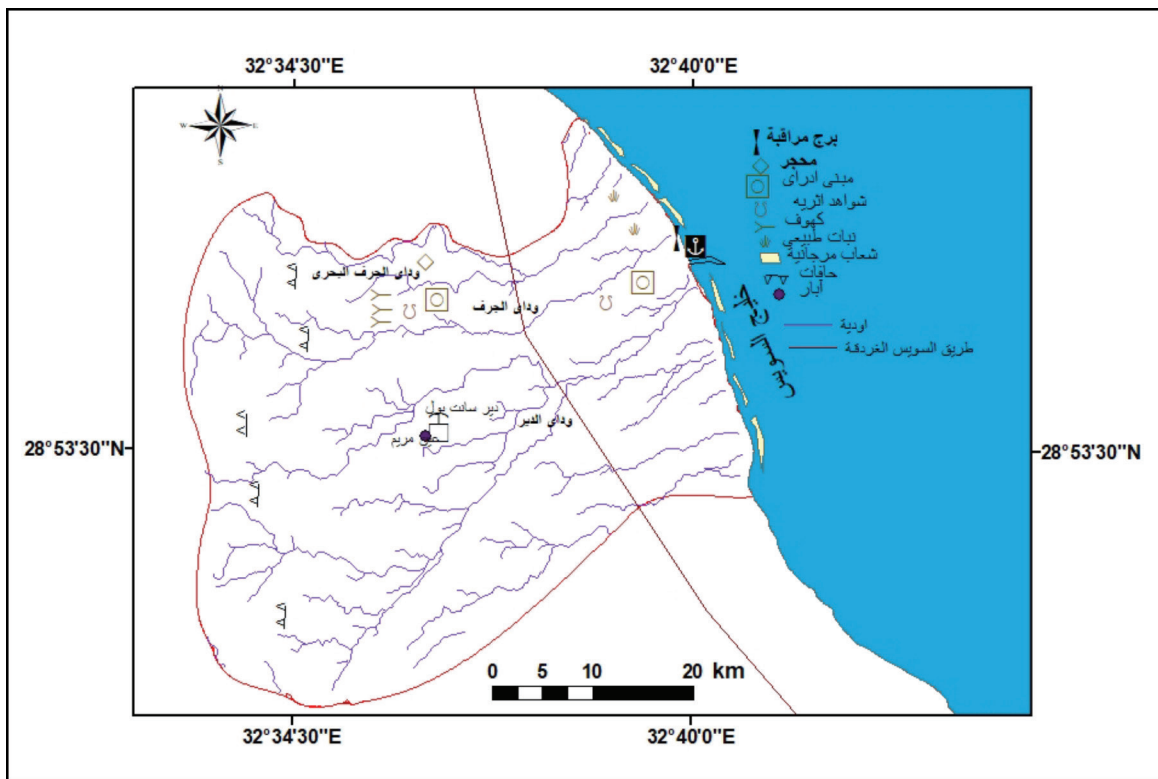 32°34'30"E
32°40'0"E
N
W
E
S
برج مراقبة
محجر
مبنى ادراى
شواهد اثريه
كهوف
نبات طبيعي
شعاب مرجانية
حافات
آبار
خليج السويس
اودية
طريق السويس الغردقة
وداى الجرف البحرى
وداى الجرف
دير سانت بول
وداى الدير
عين مريم
28°53'30"N
28°53'30"N
0 5 10 20 km
32°34'30"E
32°40'0"E